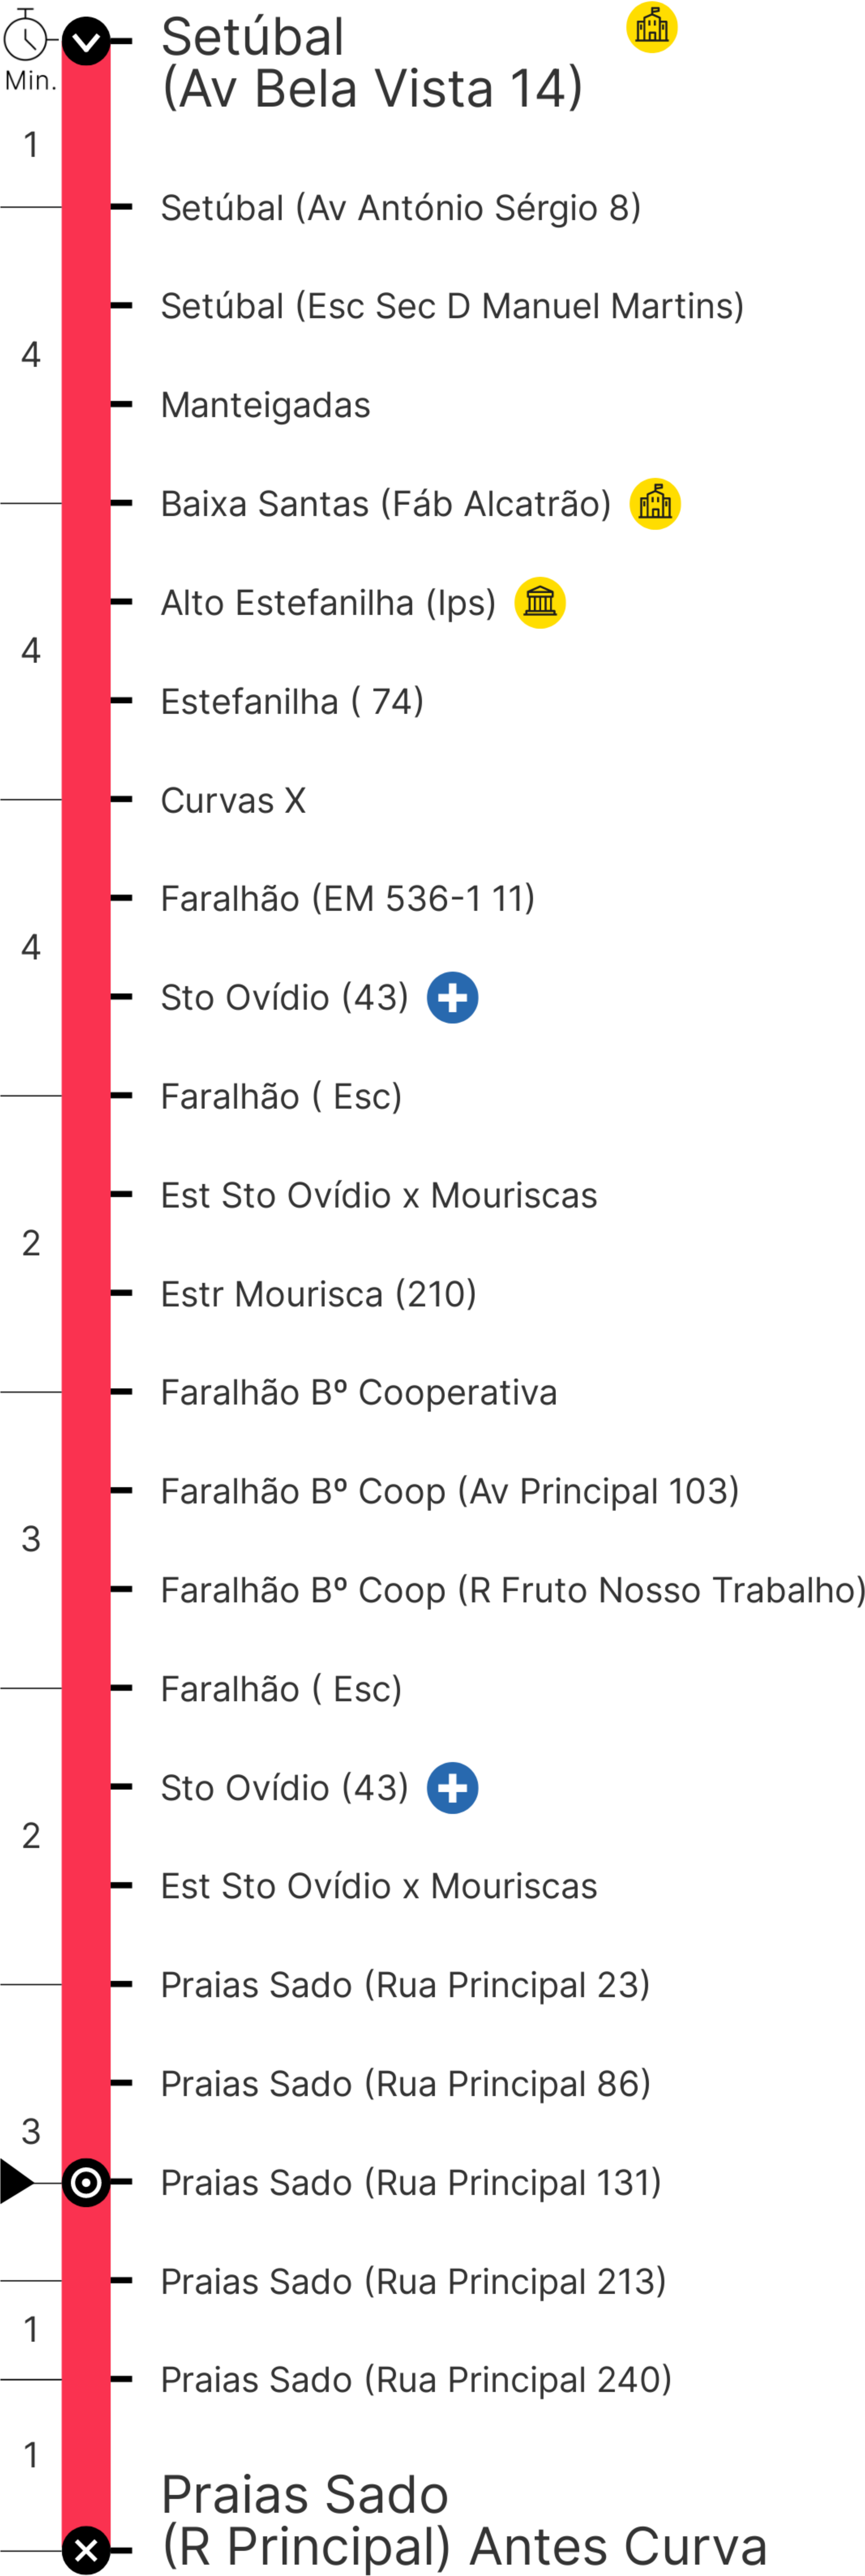 Setúbal
(Av Bela Vista 14)
Min.
1
Setúbal (Av António Sérgio 8)
Setúbal (Esc Sec D Manuel Martins)
4
Manteigadas
Baixa Santas (Fáb Alcatrão)
Alto Estefanilha (Ips)
4
Estefanilha ( 74)
Curvas X
Faralhão (EM 536-1 11)
4
Sto Ovídio (43)
Faralhão ( Esc)
Est Sto Ovídio x Mouriscas
2
Estr Mourisca (210)
Faralhão Bº Cooperativa
Faralhão Bº Coop (Av Principal 103)
3
Faralhão Bº Coop (R Fruto Nosso Trabalho)
Faralhão ( Esc)
Sto Ovídio (43)
2
Est Sto Ovídio x Mouriscas
Praias Sado (Rua Principal 23)
Praias Sado (Rua Principal 86)
3
Praias Sado (Rua Principal 131)
Praias Sado (Rua Principal 213)
1
Praias Sado (Rua Principal 240)
1
Praias Sado
(R Principal) Antes Curva